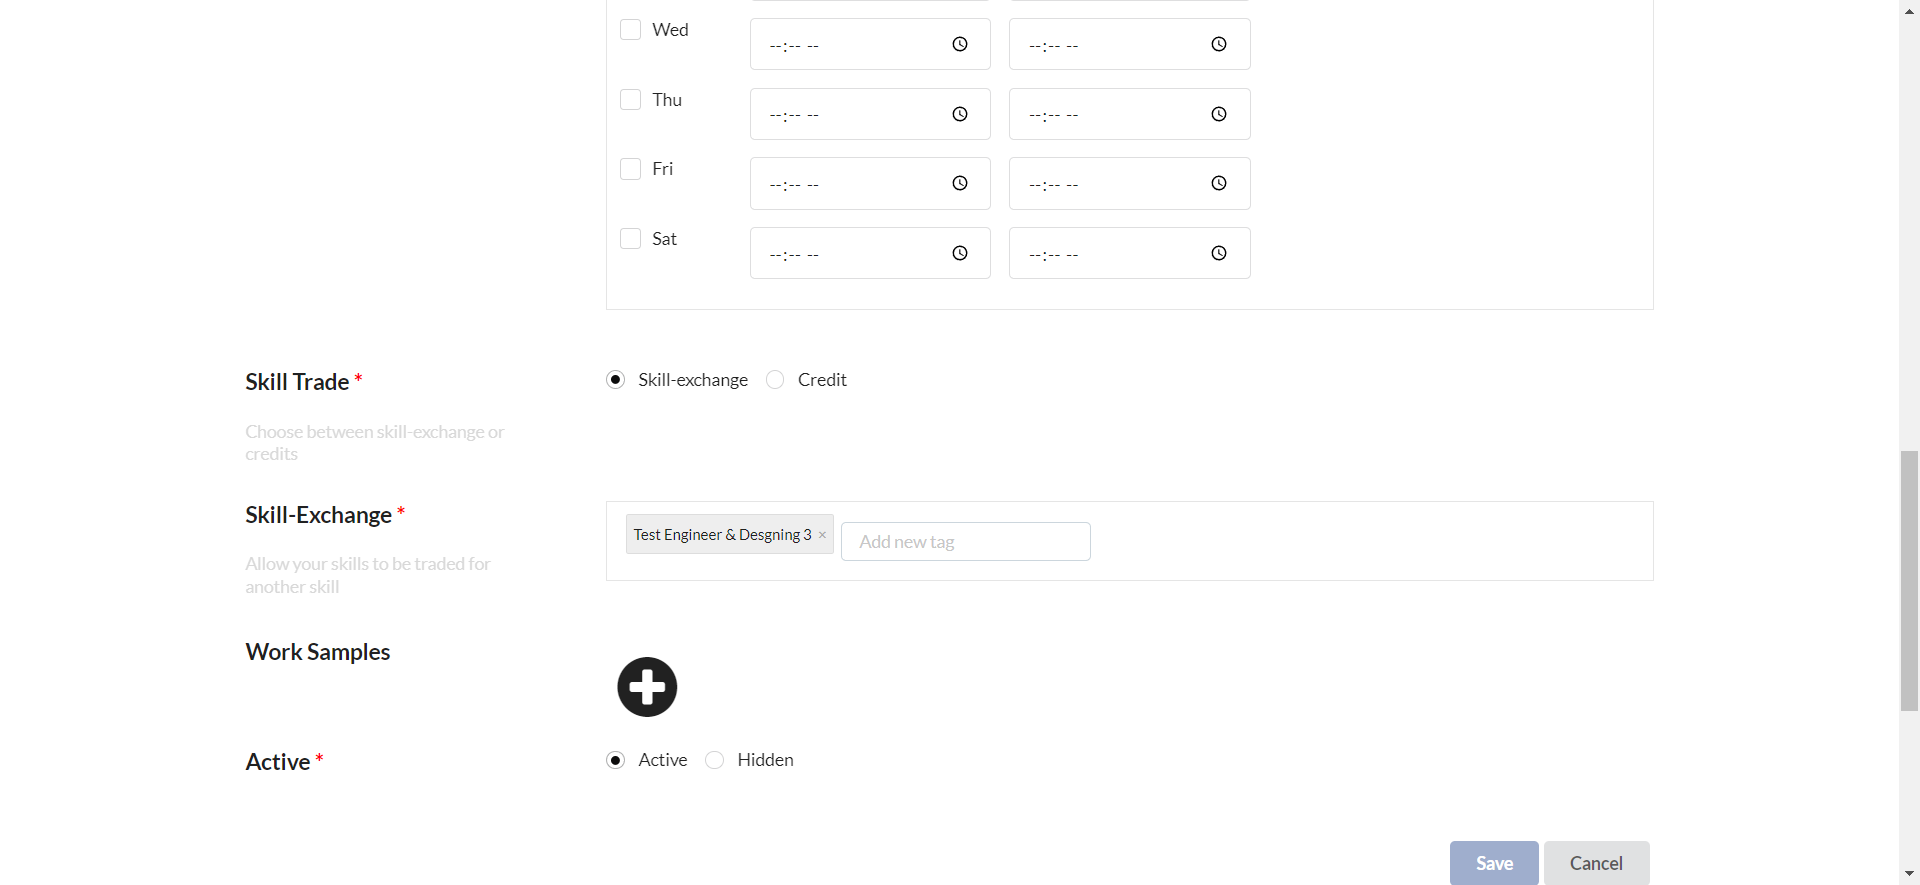 Wed --:-- -- --:-- --
Thu --:-- -- --:-- --
Fri --:-- -- --:-- --
Sat --:-- -- --:-- --
Skill Trade * Skill-exchange Credit
Choose between skill-exchange or
credits
Skill-Exchange * Test Engineer & Desgning 3 × Add new tag
Allow your skills to be traded for
another skill
Work Samples
Active * Active Hidden
Save Cancel